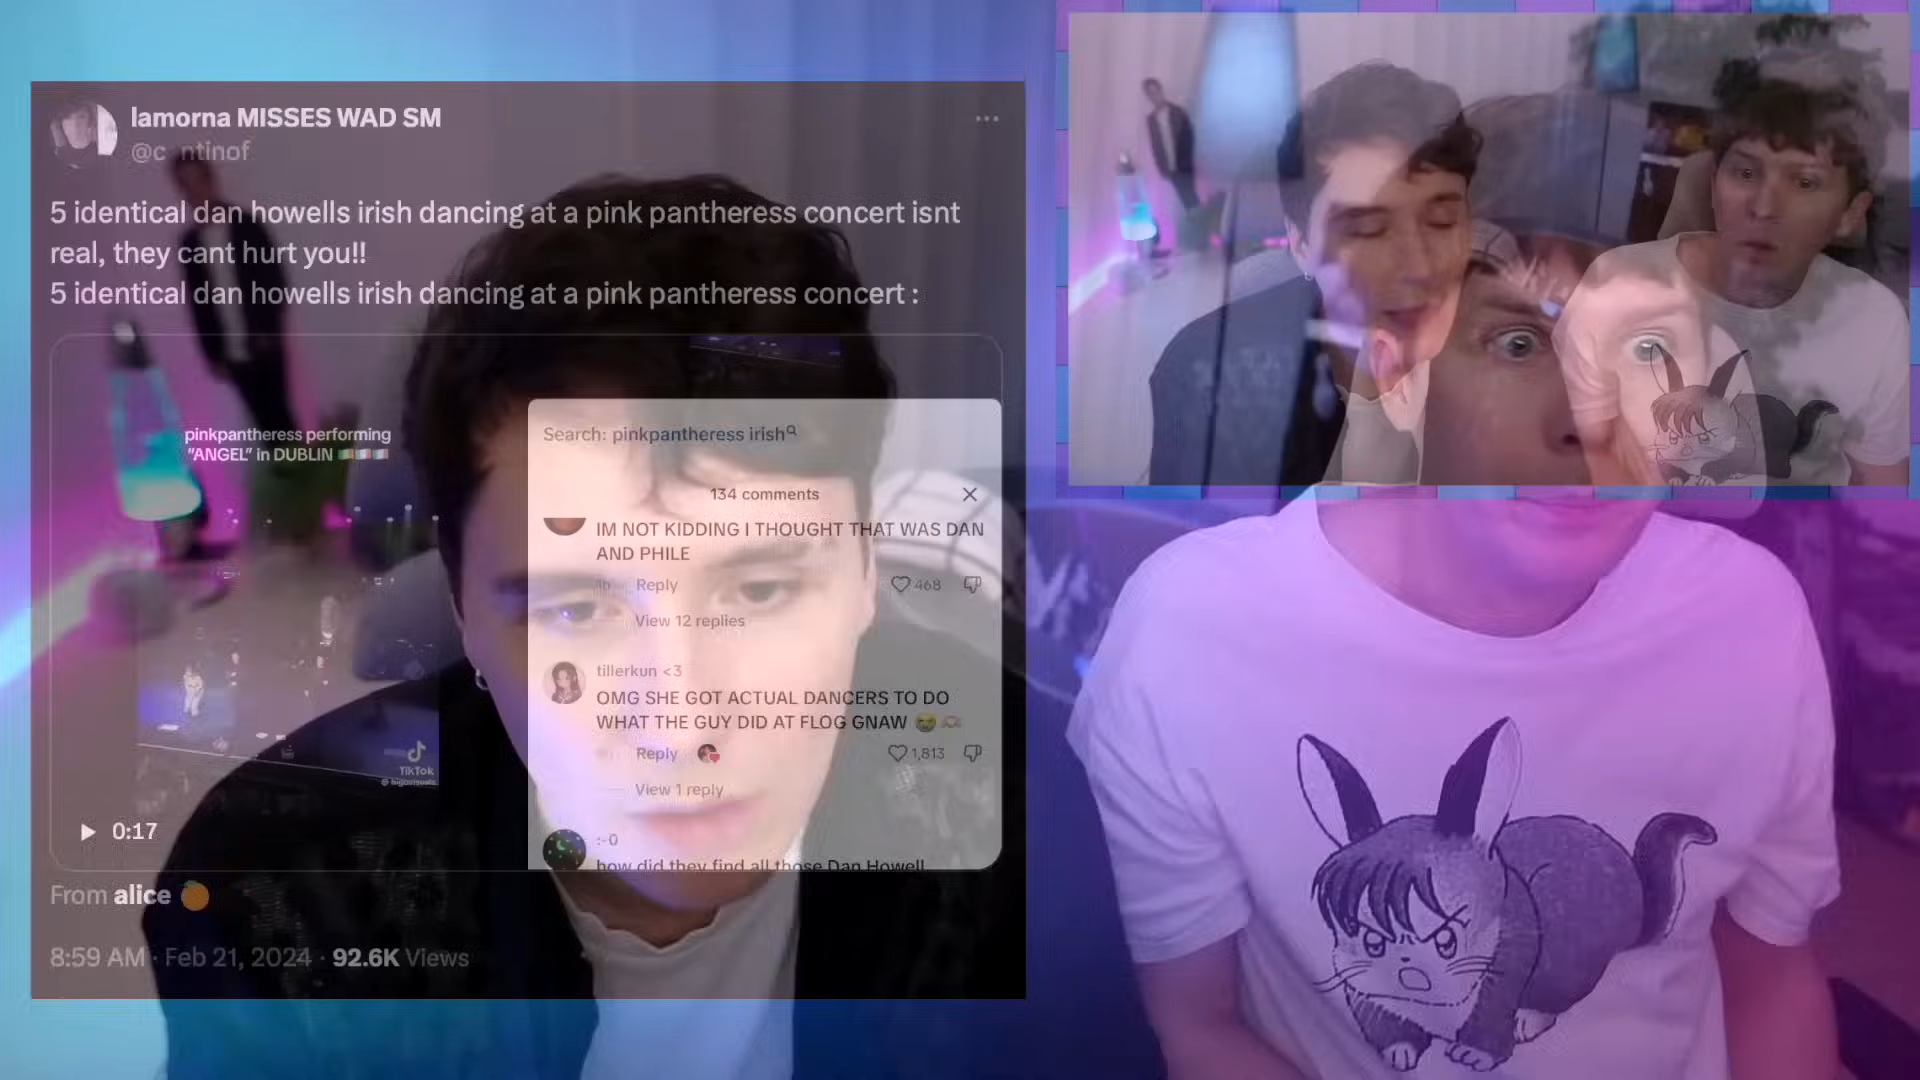 lamorna MISSES WAD SM
5 identical dan howells irish dancing at a pink pantheress concert isnt
real, they cant hurt you!!
5 identical dan howells irish dancing at a pink pantheress concert :
pinkpantheress performing
"ANGEL" in DUBLIN
Search: pinkpantheress irish
134 comments
IM NOT KIDDING I THOUGHT THAT WAS DAN
AND PHILE
Reply 468
View 12 replies
tillerkun <3
OMG SHE GOT ACTUAL DANCERS TO DO
WHAT THE GUY DID AT FLOG GNAW 😭🫶
Reply 1,813
View 1 reply
:-0
how did they find all those Dan Howell
TikTok
0:17
From alice 🍊
8:59 AM · Feb 21, 2024 · 92.6K Views